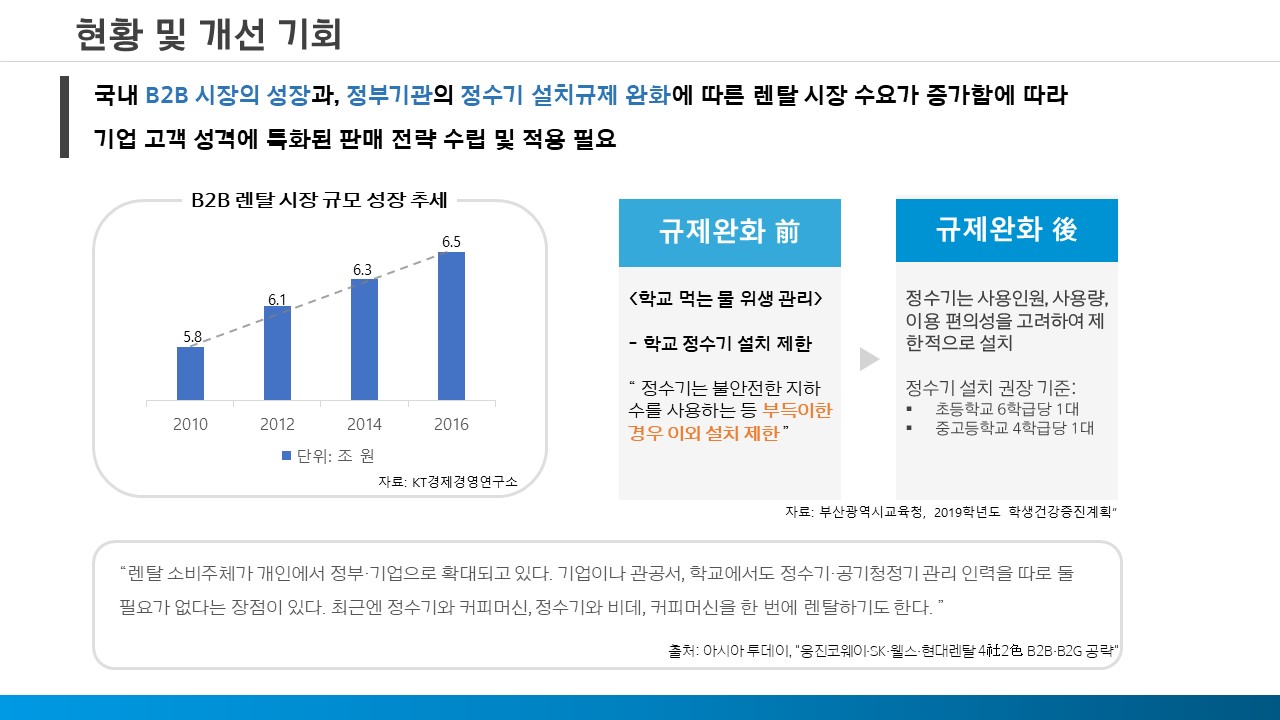 현황 및 개선 기회
국내 B2B 시장의 성장과, 정부기관의 정수기 설치규제 완화에 따른 렌탈 시장 수요가 증가함에 따라
기업 고객 성격에 특화된 판매 전략 수립 및 적용 필요
B2B 렌탈 시장 규모 성장 추세
5.8
6.1
6.3
6.5
2010 2012 2014 2016
단위: 조 원
자료: KT경제경영연구소
규제완화 前
<학교 먹는 물 위생 관리>
- 학교 정수기 설치 제한
“ 정수기는 불안전한 지하
수를 사용하는 등 부득이한
경우 이외 설치 제한 ”
규제완화 後
정수기는 사용인원, 사용량,
이용 편의성을 고려하여 제
한적으로 설치
정수기 설치 권장 기준:
▪ 초등학교 6학급당 1대
▪ 중고등학교 4학급당 1대
자료: 부산광역시교육청, 2019학년도 학생건강증진계획”
“렌탈 소비주체가 개인에서 정부·기업으로 확대되고 있다. 기업이나 관공서, 학교에서도 정수기·공기청정기 관리 인력을 따로 둘
필요가 없다는 장점이 있다. 최근엔 정수기와 커피머신, 정수기와 비데, 커피머신을 한 번에 렌탈하기도 한다. ”
출처: 아시아 투데이, “웅진코웨이·SK·웰스·현대렌탈 4社2色 B2B·B2G 공략”